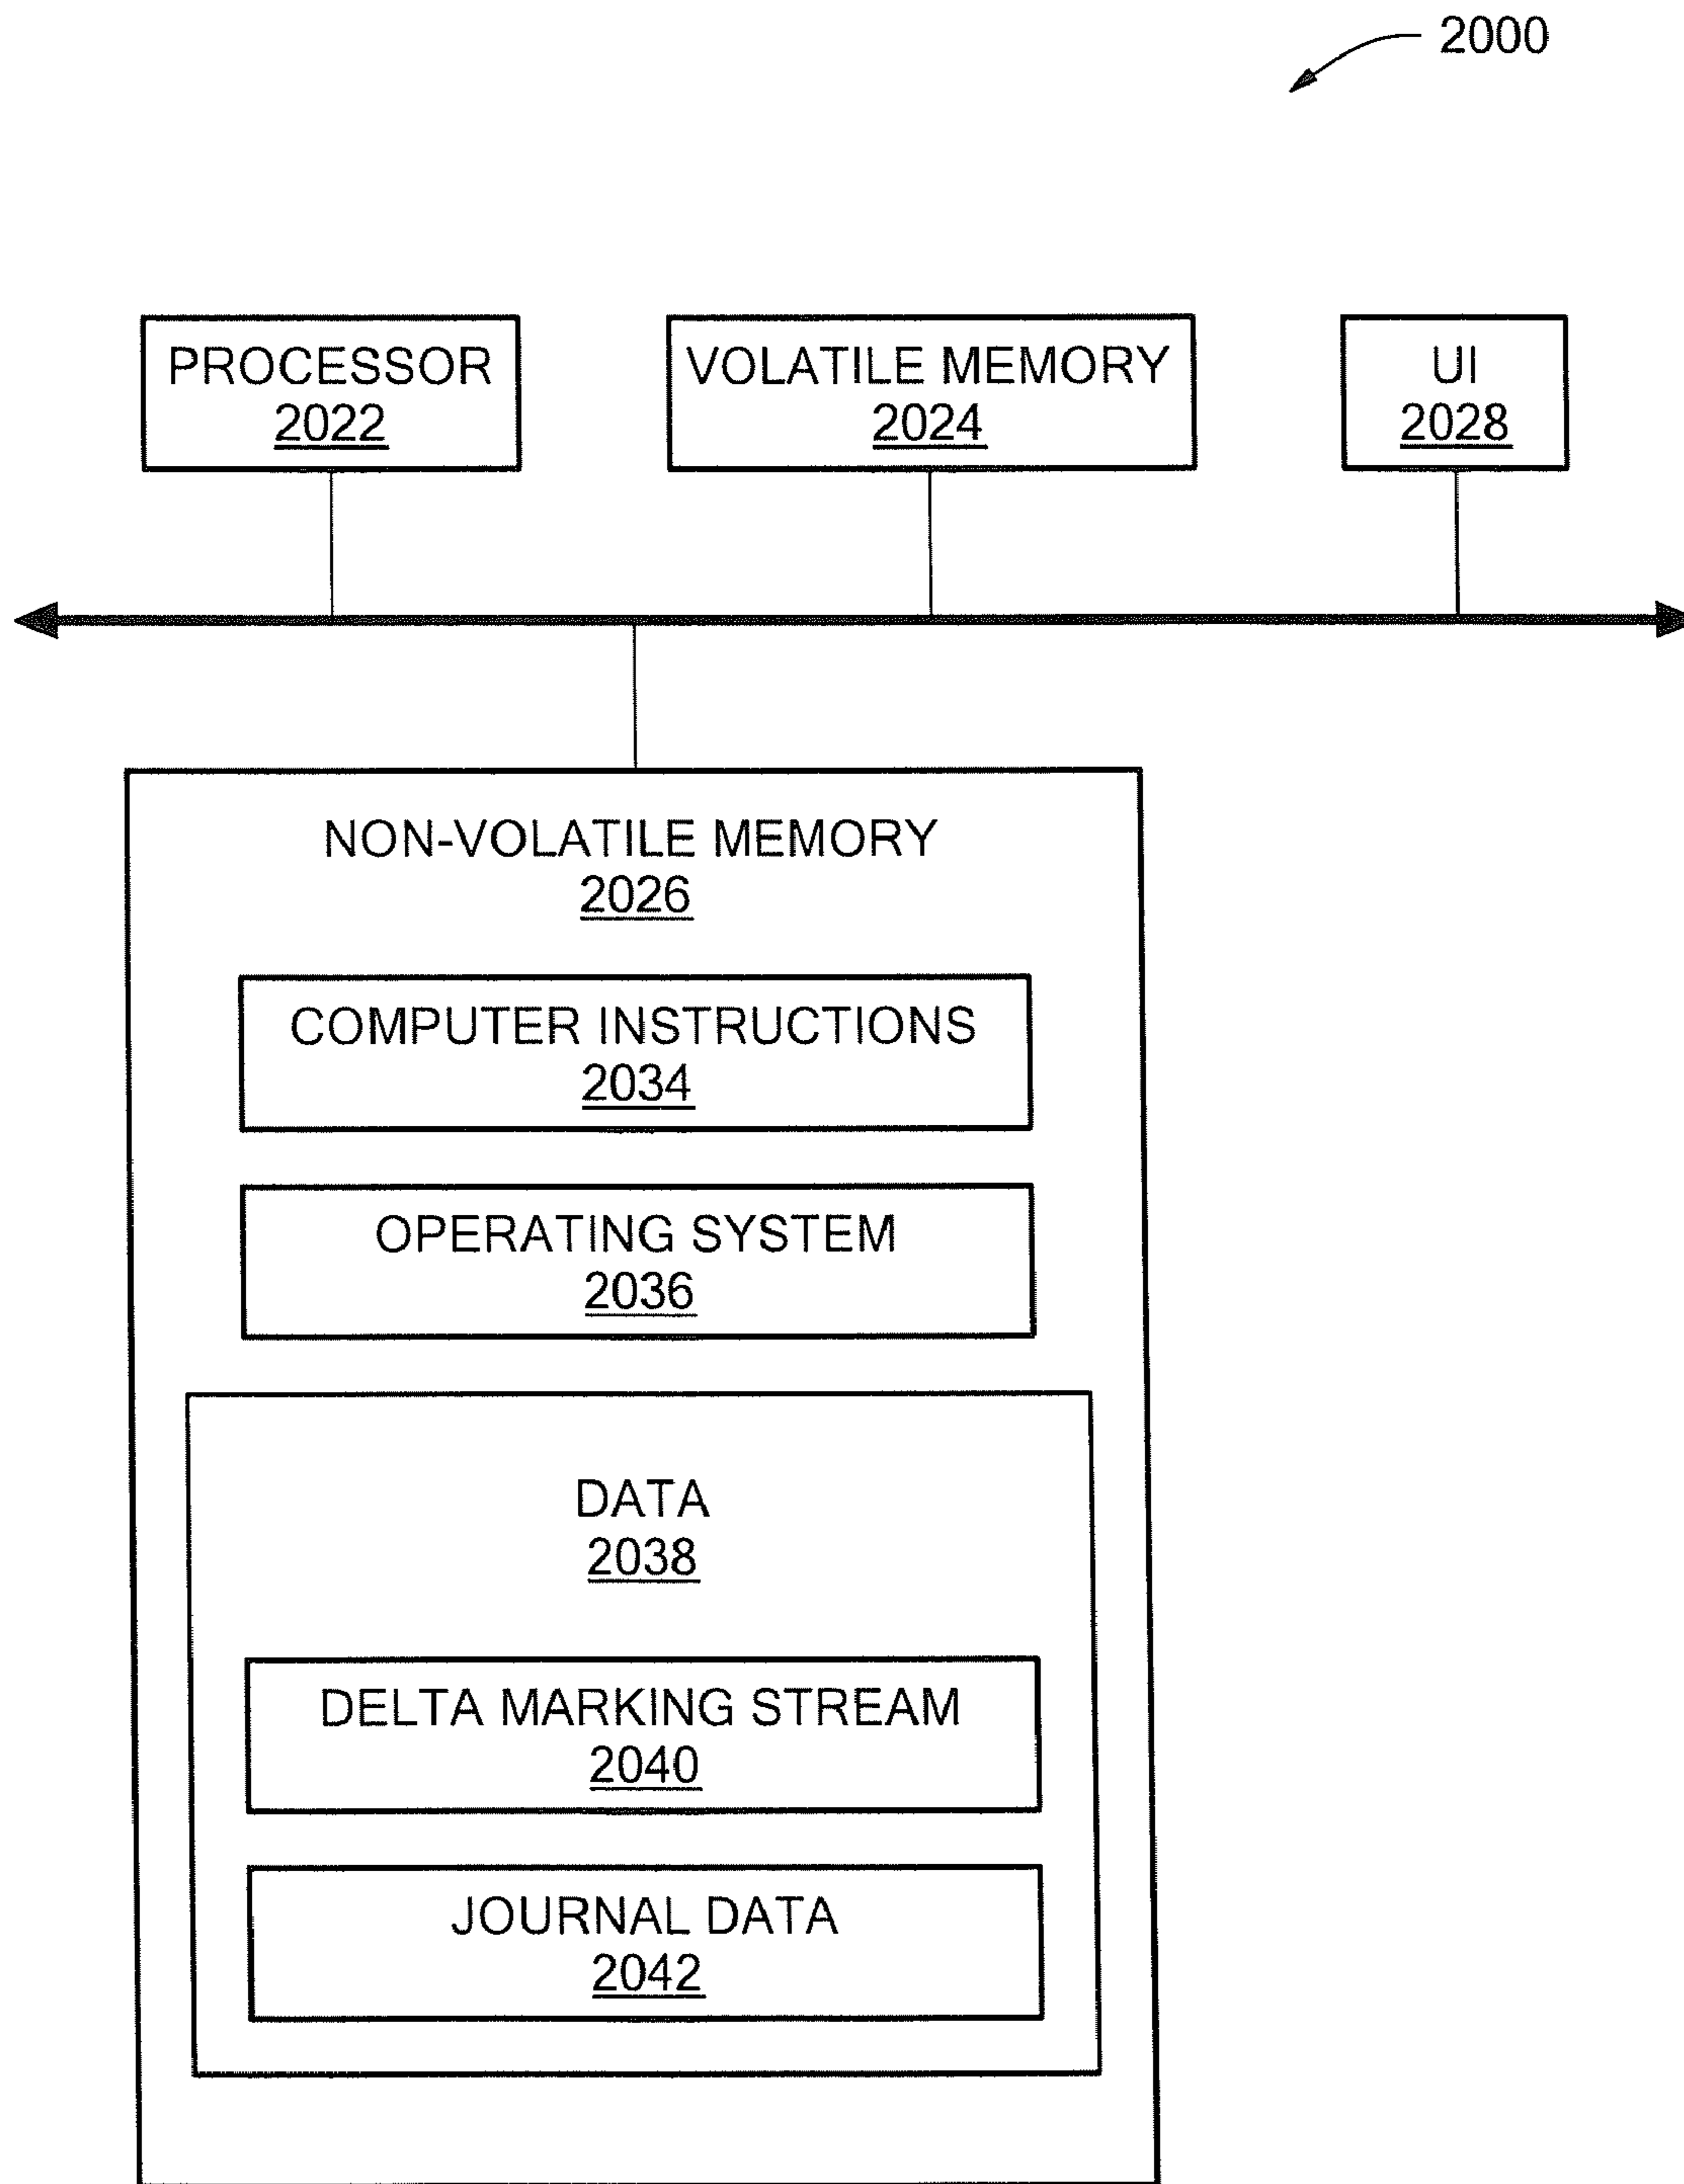 2000
PROCESSOR
2022
VOLATILE MEMORY
2024
UI
2028
NON-VOLATILE MEMORY
2026
COMPUTER INSTRUCTIONS
2034
OPERATING SYSTEM
2036
DATA
2038
DELTA MARKING STREAM
2040
JOURNAL DATA
2042